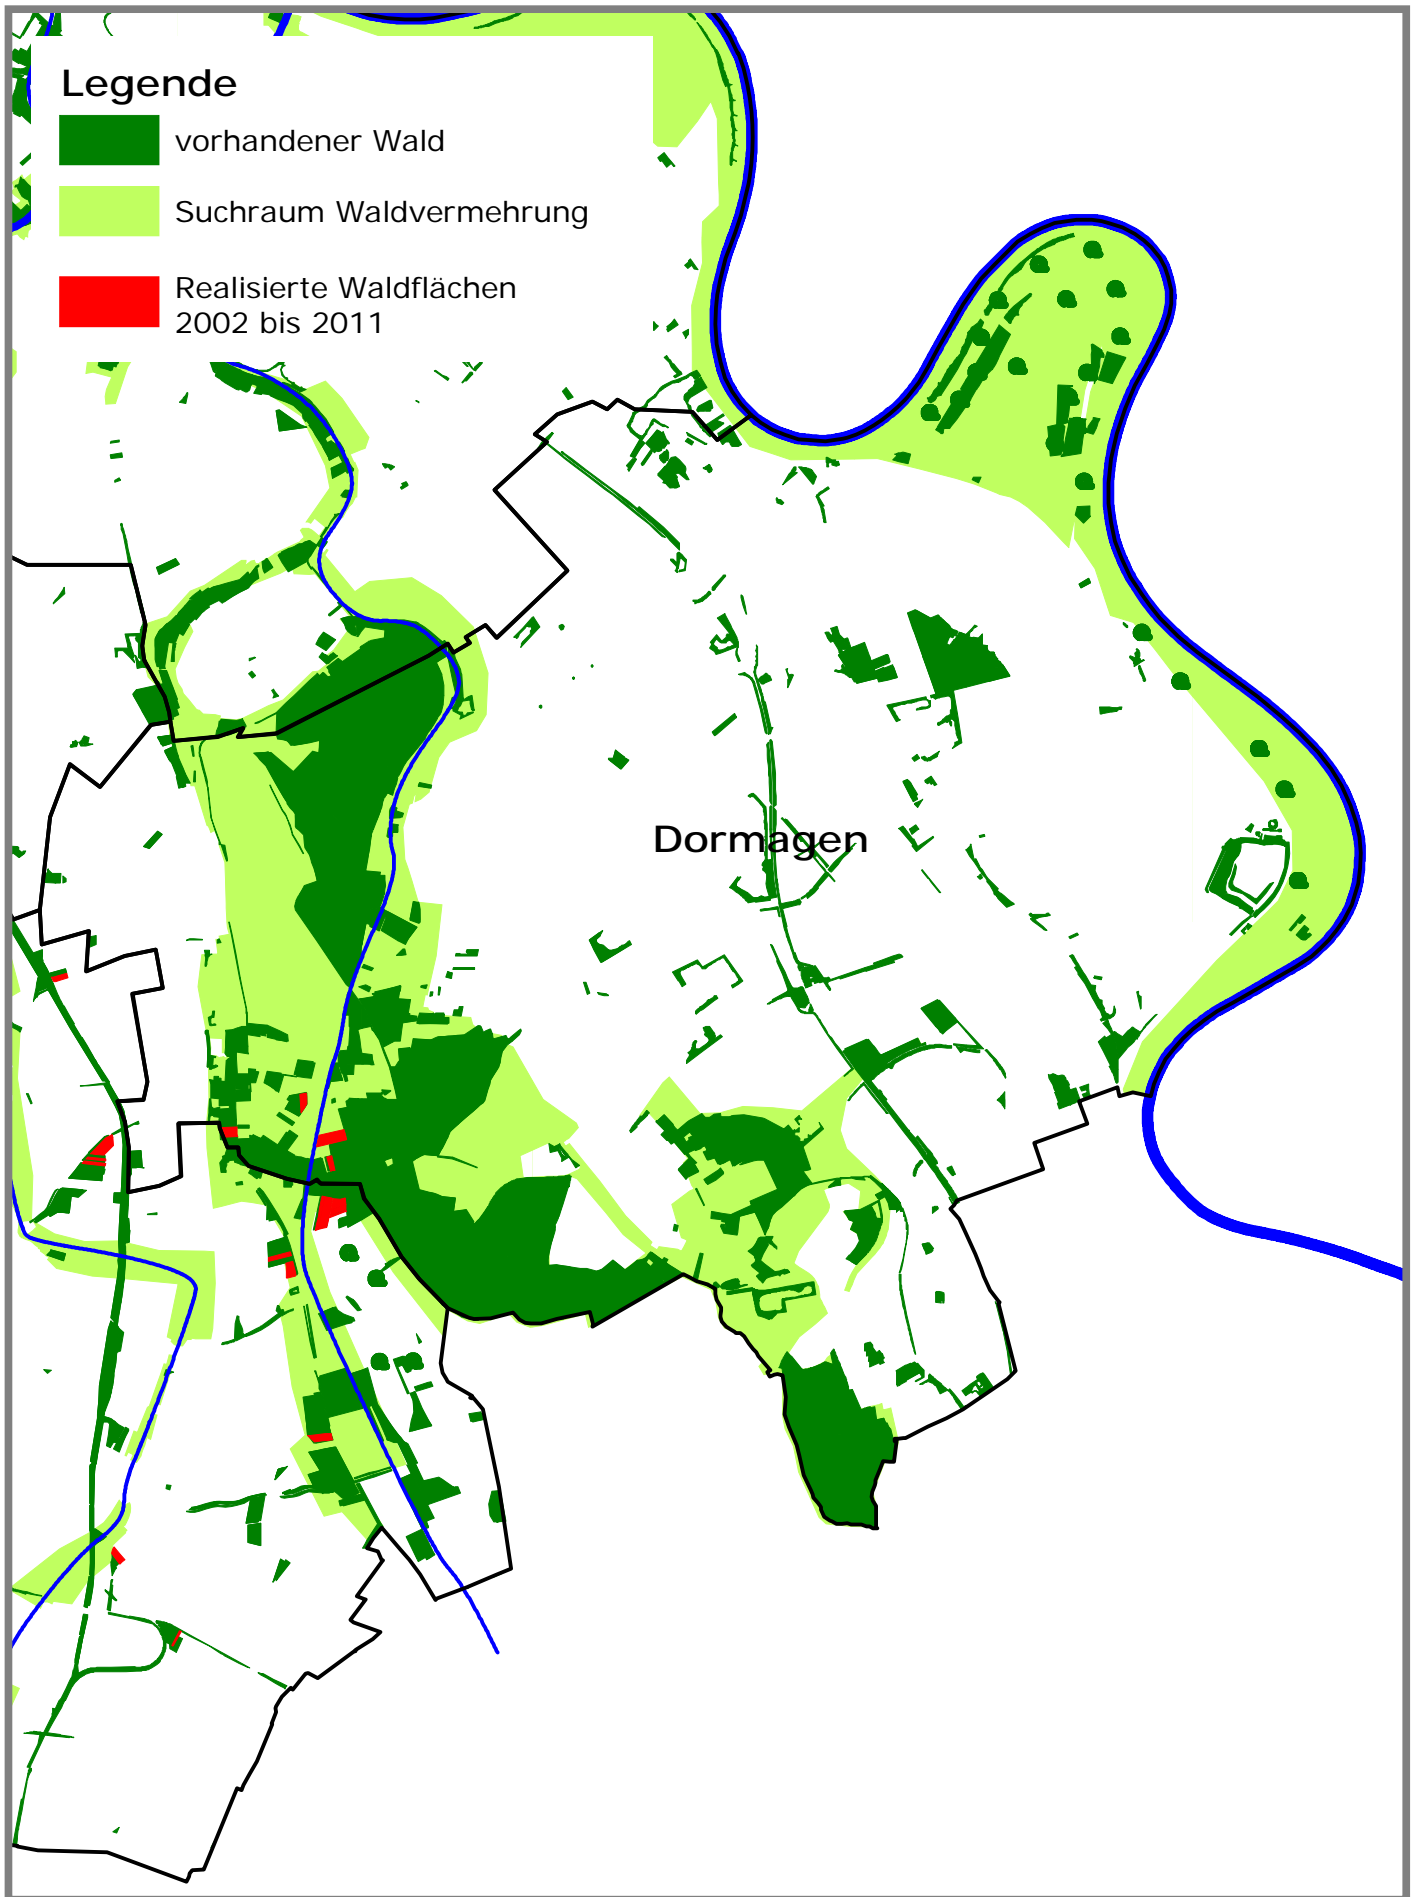 Legende
vorhandener Wald
Suchraum Waldvermehrung
Realisierte Waldflächen
2002 bis 2011
Dormagen